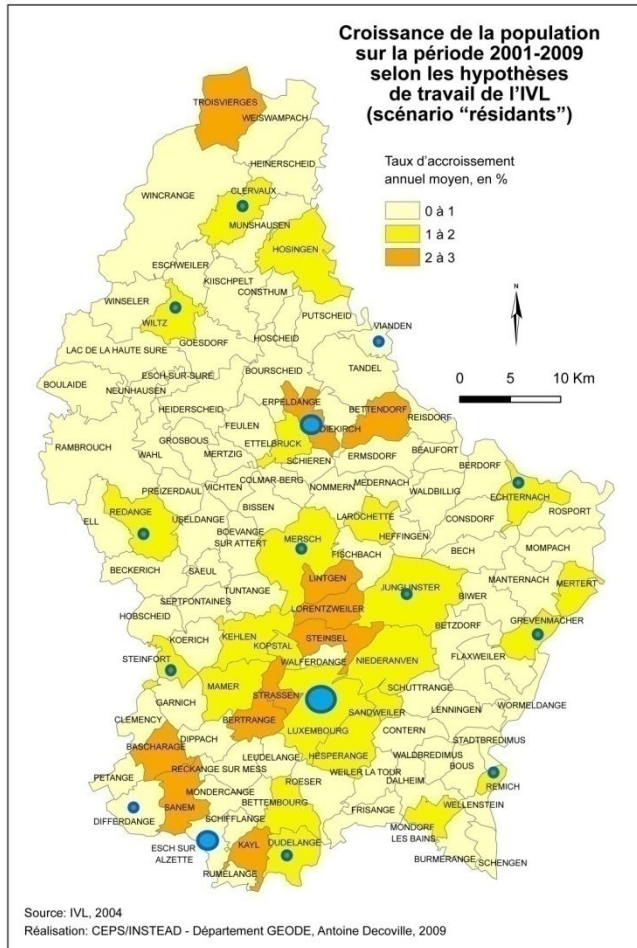 Croissance de la population
sur la période 2001-2009
selon les hypothèses
de travail de l'IVL
(scénario "résidants")
Taux d'accroissement
annuel moyen, en %
0 à 1
1 à 2
2 à 3
N
0 5 10 Km
TROISVIERGES
WEISWAMPACH
HEINERSCHEID
WINCRANGE
CLERVAUX
MUNSHAUSEN
HOSINGEN
ESCHWEILER
KIISCHPELT
CONSTHUM
WINSELER
WILTZ
PUTSCHEID
VIANDEN
GOESDORF
HOSCHEID
LAC DE LA HAUTE SURE
BOURSCHEID
TANDEL
ESCH-SUR-SURE
BOULAIDE
NEUNHAUSEN
ERPELDANGE
HEIDERSCHEID
BETTENDORF
REISDORF
FEULEN
DIEKIRCH
ETTELBRUCK
GROSBOUS
BEAUFORT
RAMBROUCH
WAHL
MERTZIG
SCHIEREN
ERMSDORF
BERDORF
COLMAR-BERG
MEDERNACH
VICHTEN
NOMMERN
WALDBILLIG
ECHTERNACH
PREIZERDAUL
REDANGE
BISSEN
LAROCHETTE
ROSPORT
ELL
USELDANGE
CONSDORF
BOEVANGE
SUR ATTERT
MERSCH
HEFFINGEN
FISCHBACH
BECH
MOMPACH
BECKERICH
SAEUL
LINTGEN
JUNGLINSTER
MANTERNACH
TUNTANGE
MERTERT
BIWER
SEPTFONTAINES
LORENTZWEILER
HOBSCHEID
BETZDORF
GREVENMACHER
KOERICH
KEHLEN
KOPSTAL
STEINSEL
STEINFORT
WALFERDANGE
NIEDERANVEN
FLAXWEILER
MAMER
STRASSEN
SCHUTTRANGE
GARNICH
SANDWEILER
LENNINGEN
WORMELDANGE
CLEMENCY
BERTRANGE
LUXEMBOURG
CONTERN
STADTBREDIMUS
DIPPACH
BASCHARAGE
LEUDELANGE
HESPERANGE
WALDBREDIMUS
BOUS
RECKANGE SUR MESS
WEILER LA TOUR
PETANGE
DALHEIM
REMICH
MONDERCANGE
ROESER
SANEM
BETTEMBOURG
FRISANGE
WELLENSTEIN
DIFFERDANGE
SCHIFFLANGE
MONDORF
LES BAINS
ESCH SUR
ALZETTE
KAYL
DUDELANGE
BURMERANGE
SCHENGEN
RUMELANGE
Source: IVL, 2004
Réalisation: CEPS/INSTEAD - Département GEODE, Antoine Decoville, 2009